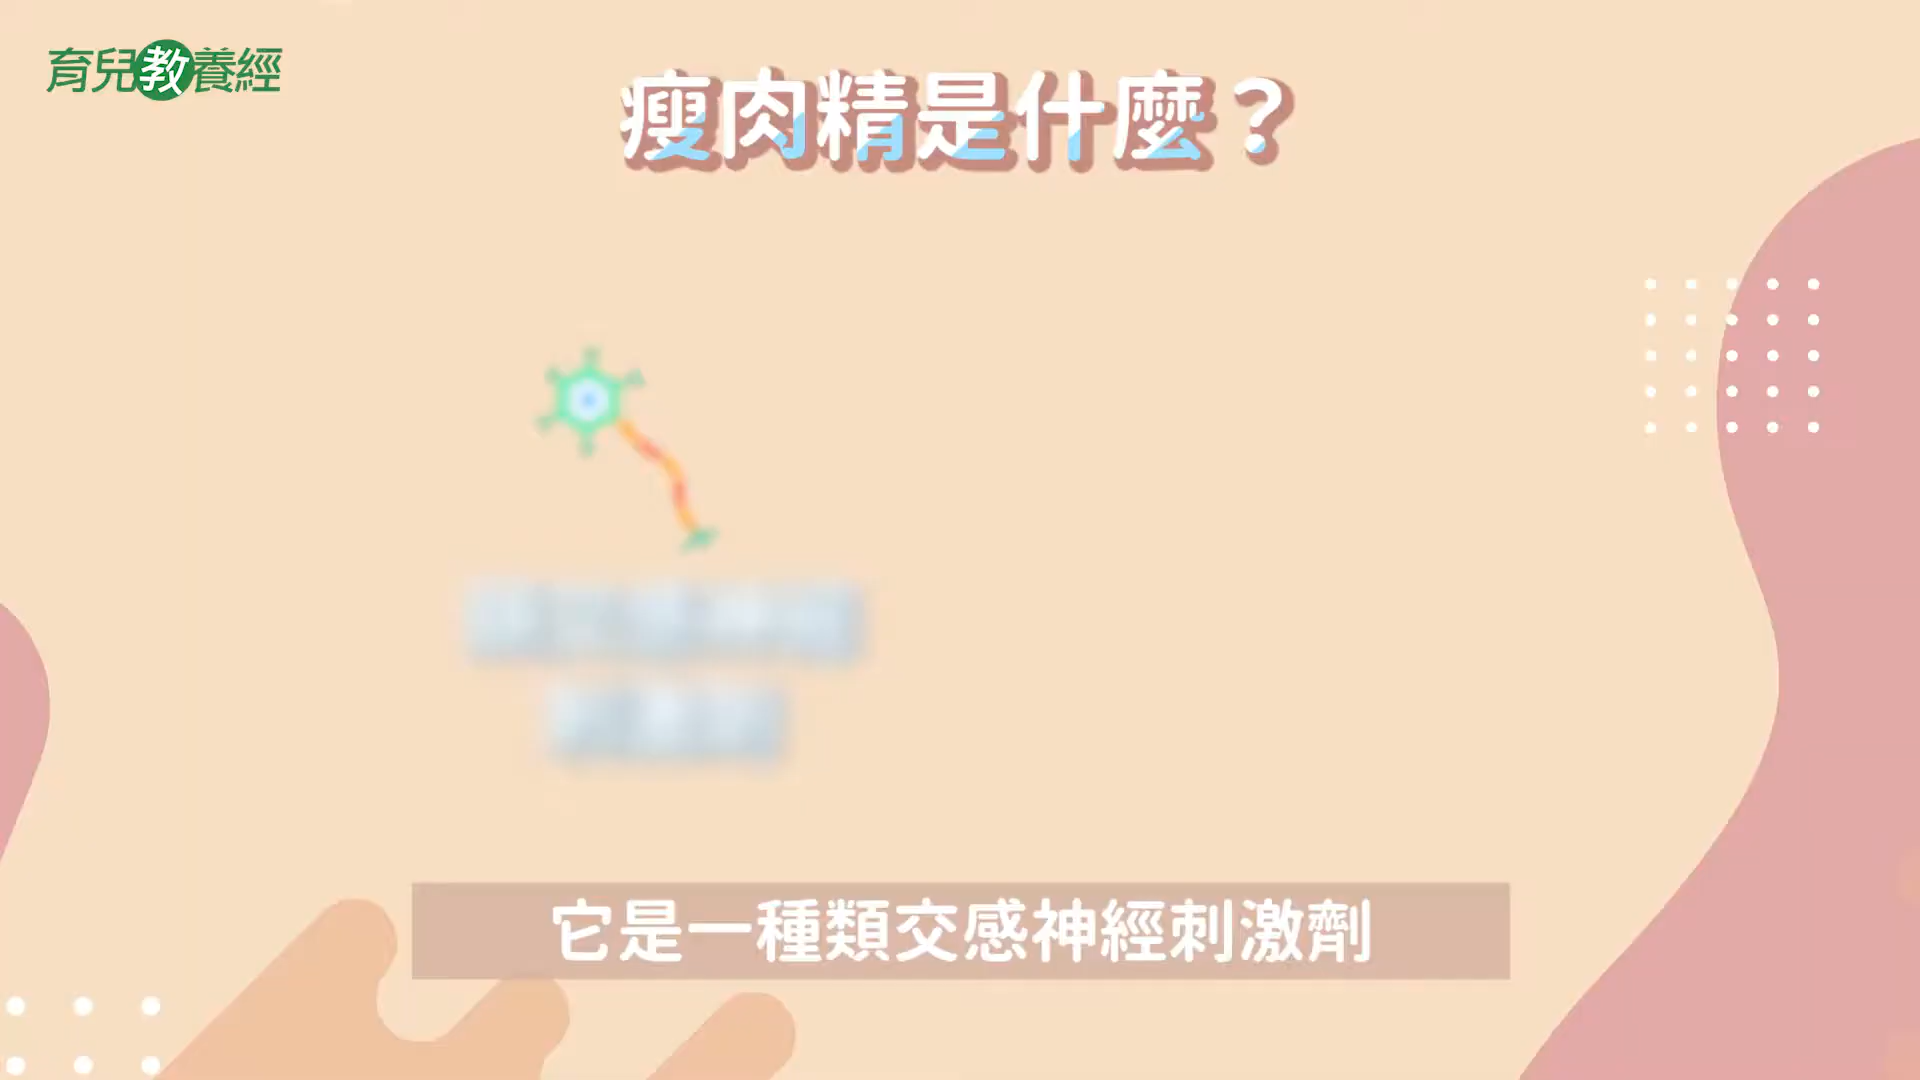 育兒教養經
瘦肉精是什麼？
它是一種類交感神經刺激劑